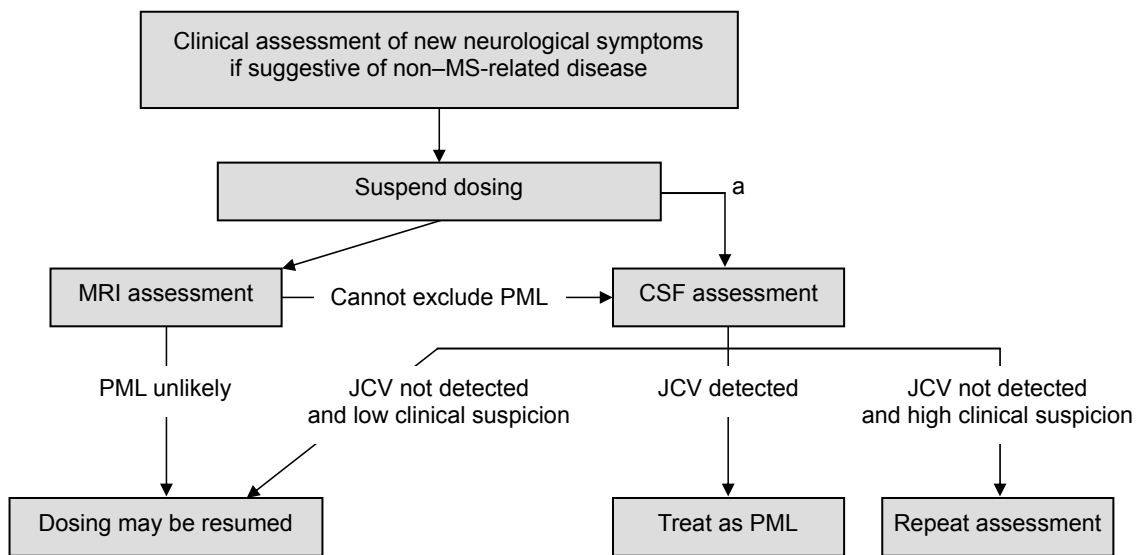 Clinical assessment of new neurological symptoms
if suggestive of non–MS-related disease
Suspend dosing
a
MRI assessment
Cannot exclude PML
CSF assessment
PML unlikely
JCV not detected
and low clinical suspicion
JCV detected
JCV not detected
and high clinical suspicion
Dosing may be resumed
Treat as PML
Repeat assessment